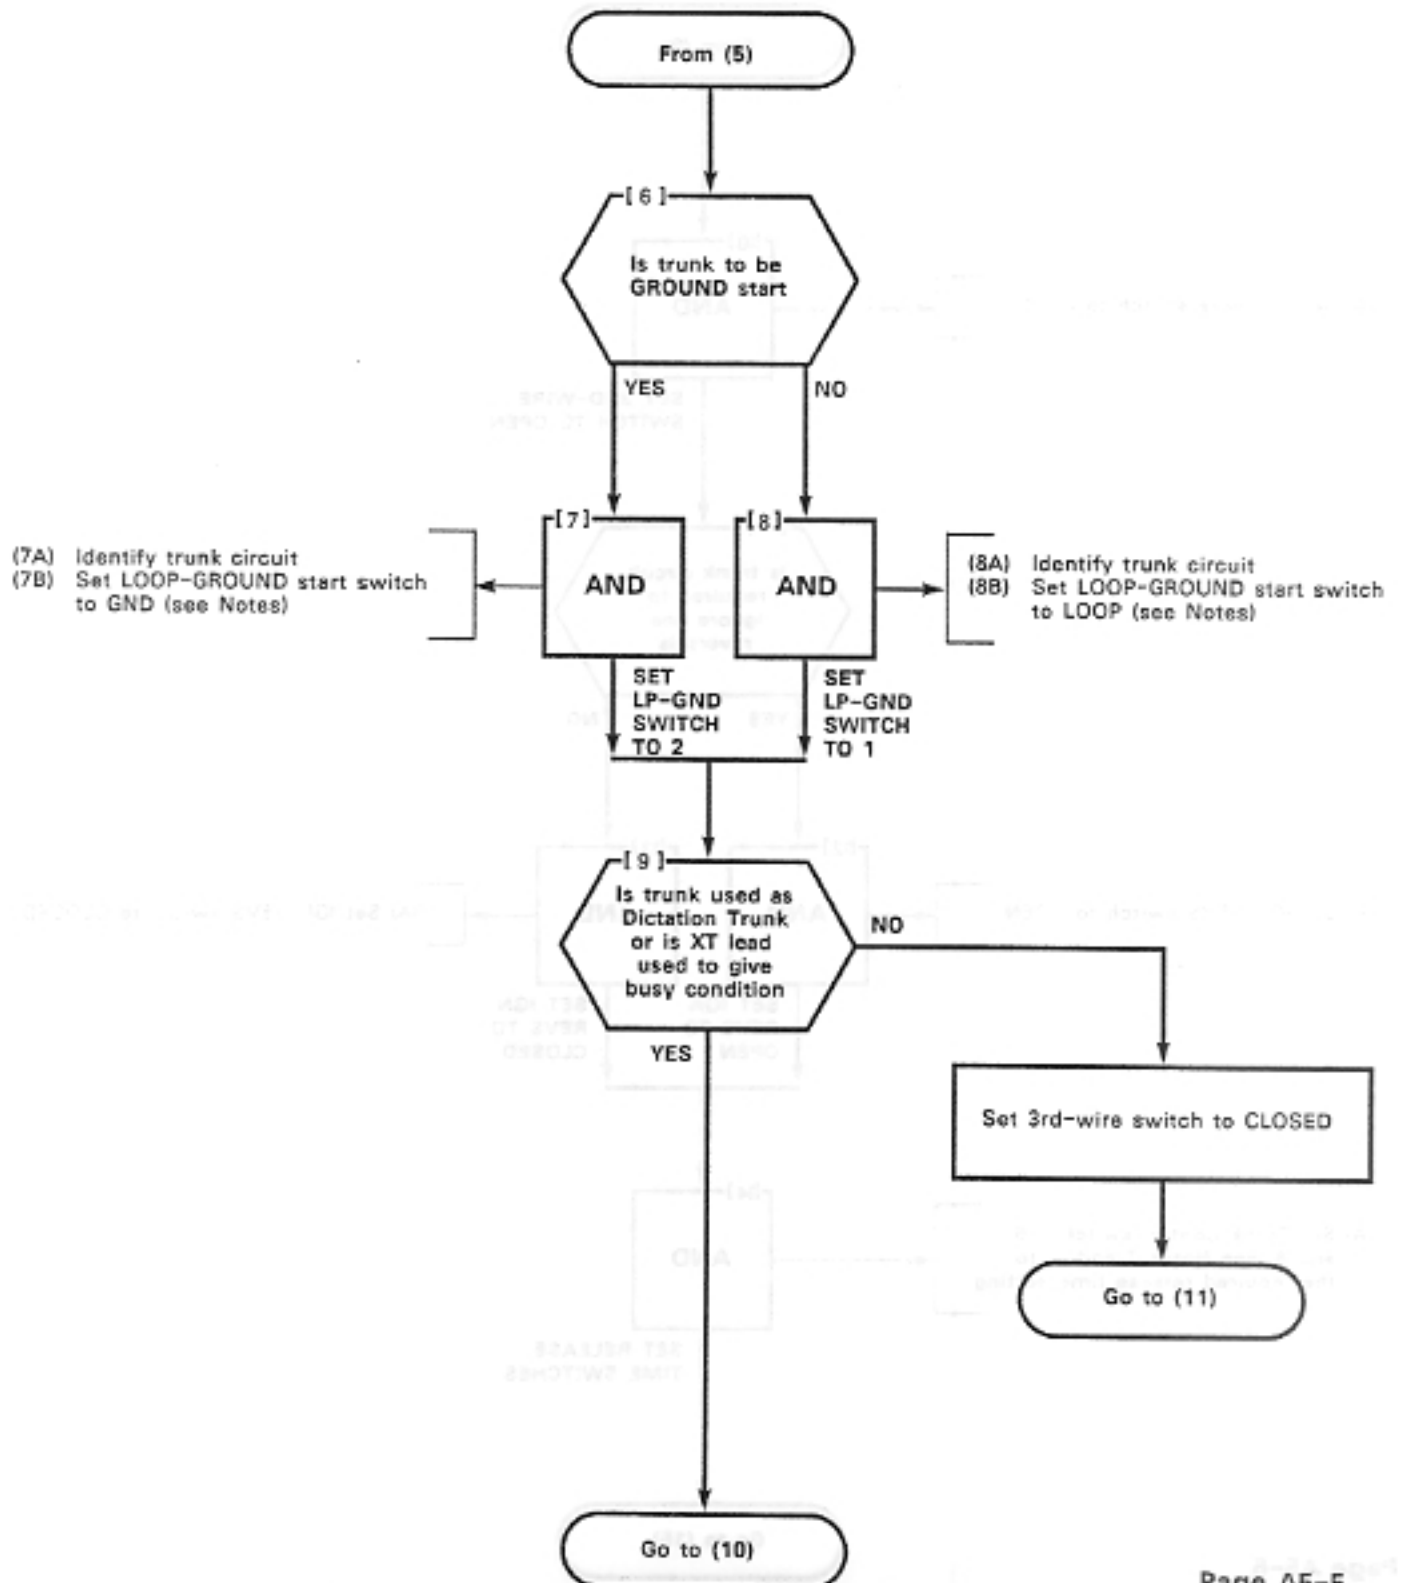 From (5)
[6]
Is trunk to be
GROUND start
YES
NO
[7]
AND
[8]
AND
(7A) Identify trunk circuit
(7B) Set LOOP-GROUND start switch
to GND (see Notes)
(8A) Identify trunk circuit
(8B) Set LOOP-GROUND start switch
to LOOP (see Notes)
SET
LP-GND
SWITCH
TO 2
SET
LP-GND
SWITCH
TO 1
[9]
Is trunk used as
Dictation Trunk
or is XT lead
used to give
busy condition
NO
YES
Set 3rd-wire switch to CLOSED
Go to (11)
Go to (10)
Page A5-5